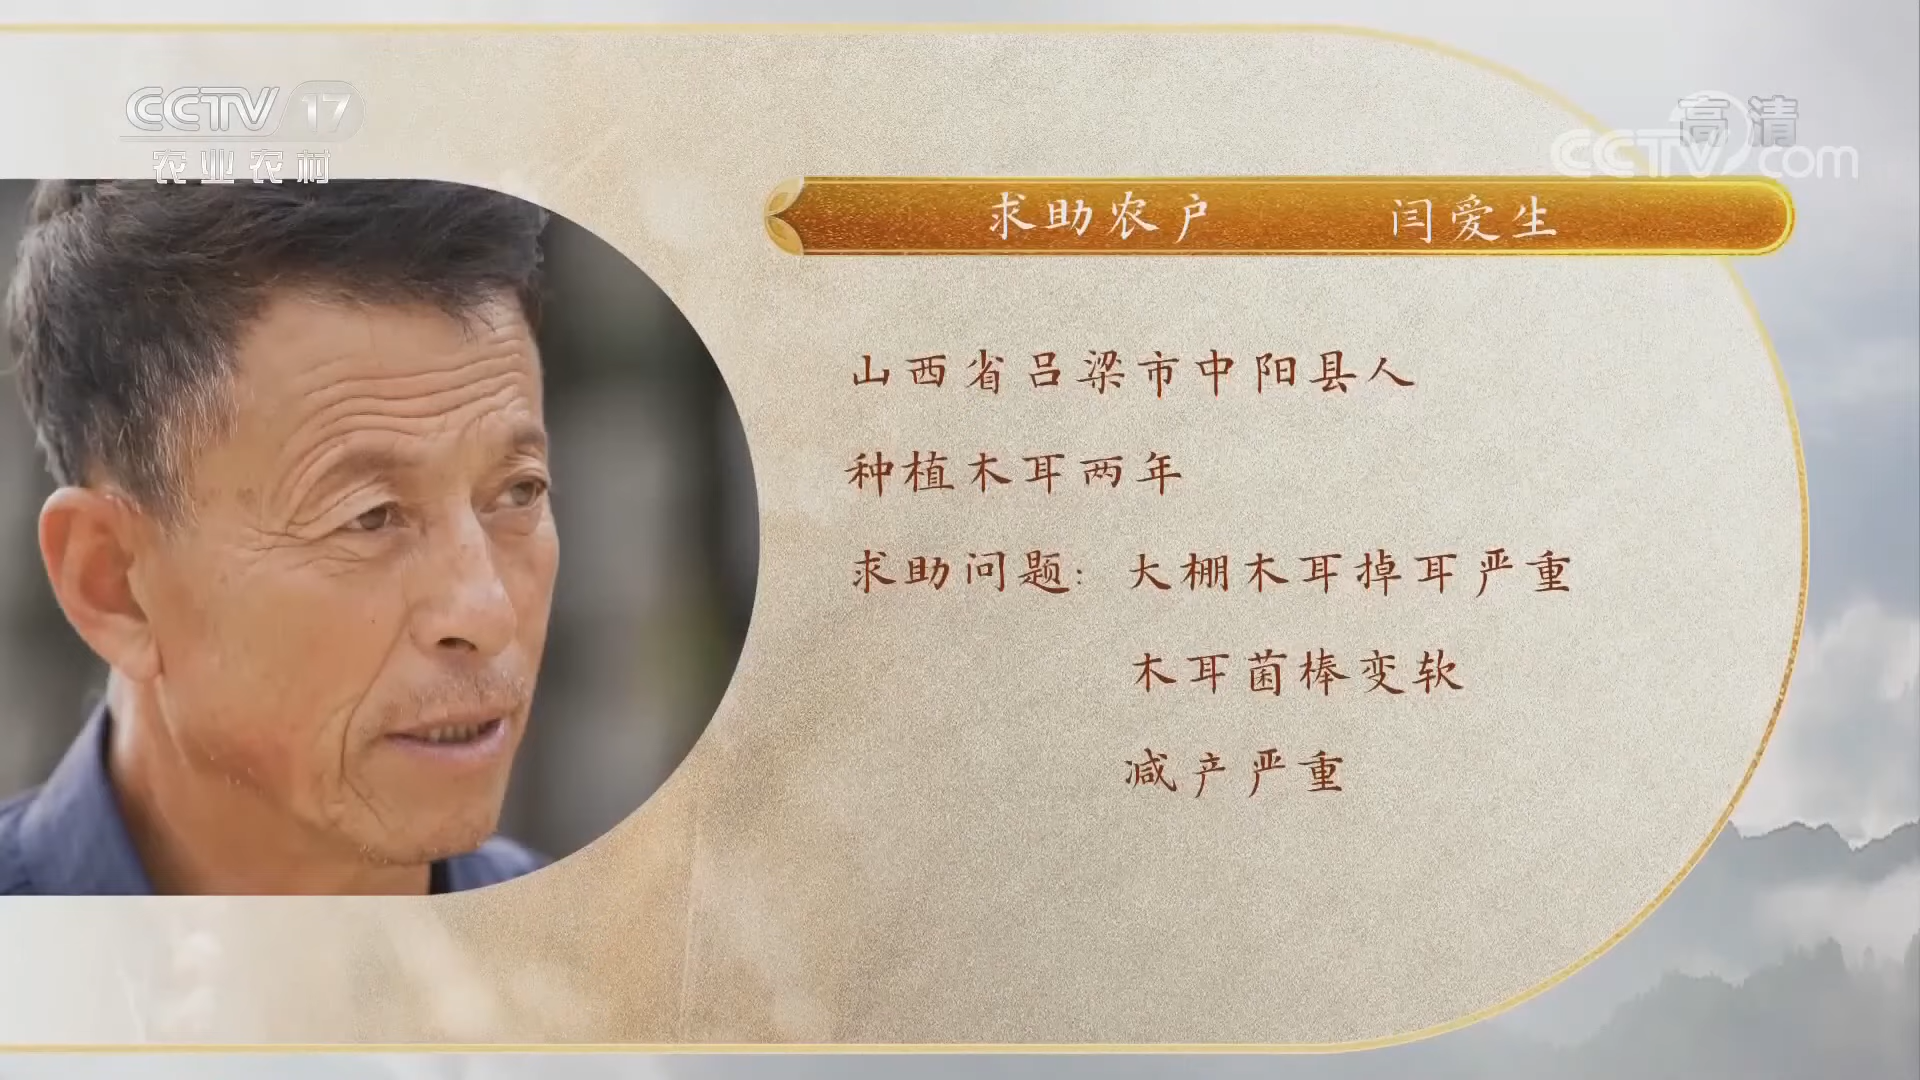 CCTV 17
农业农村
高清
CCTV.com
求助农户 闫爱生
山西省吕梁市中阳县人
种植木耳两年
求助问题：大棚木耳掉耳严重
木耳菌棒变软
减产严重